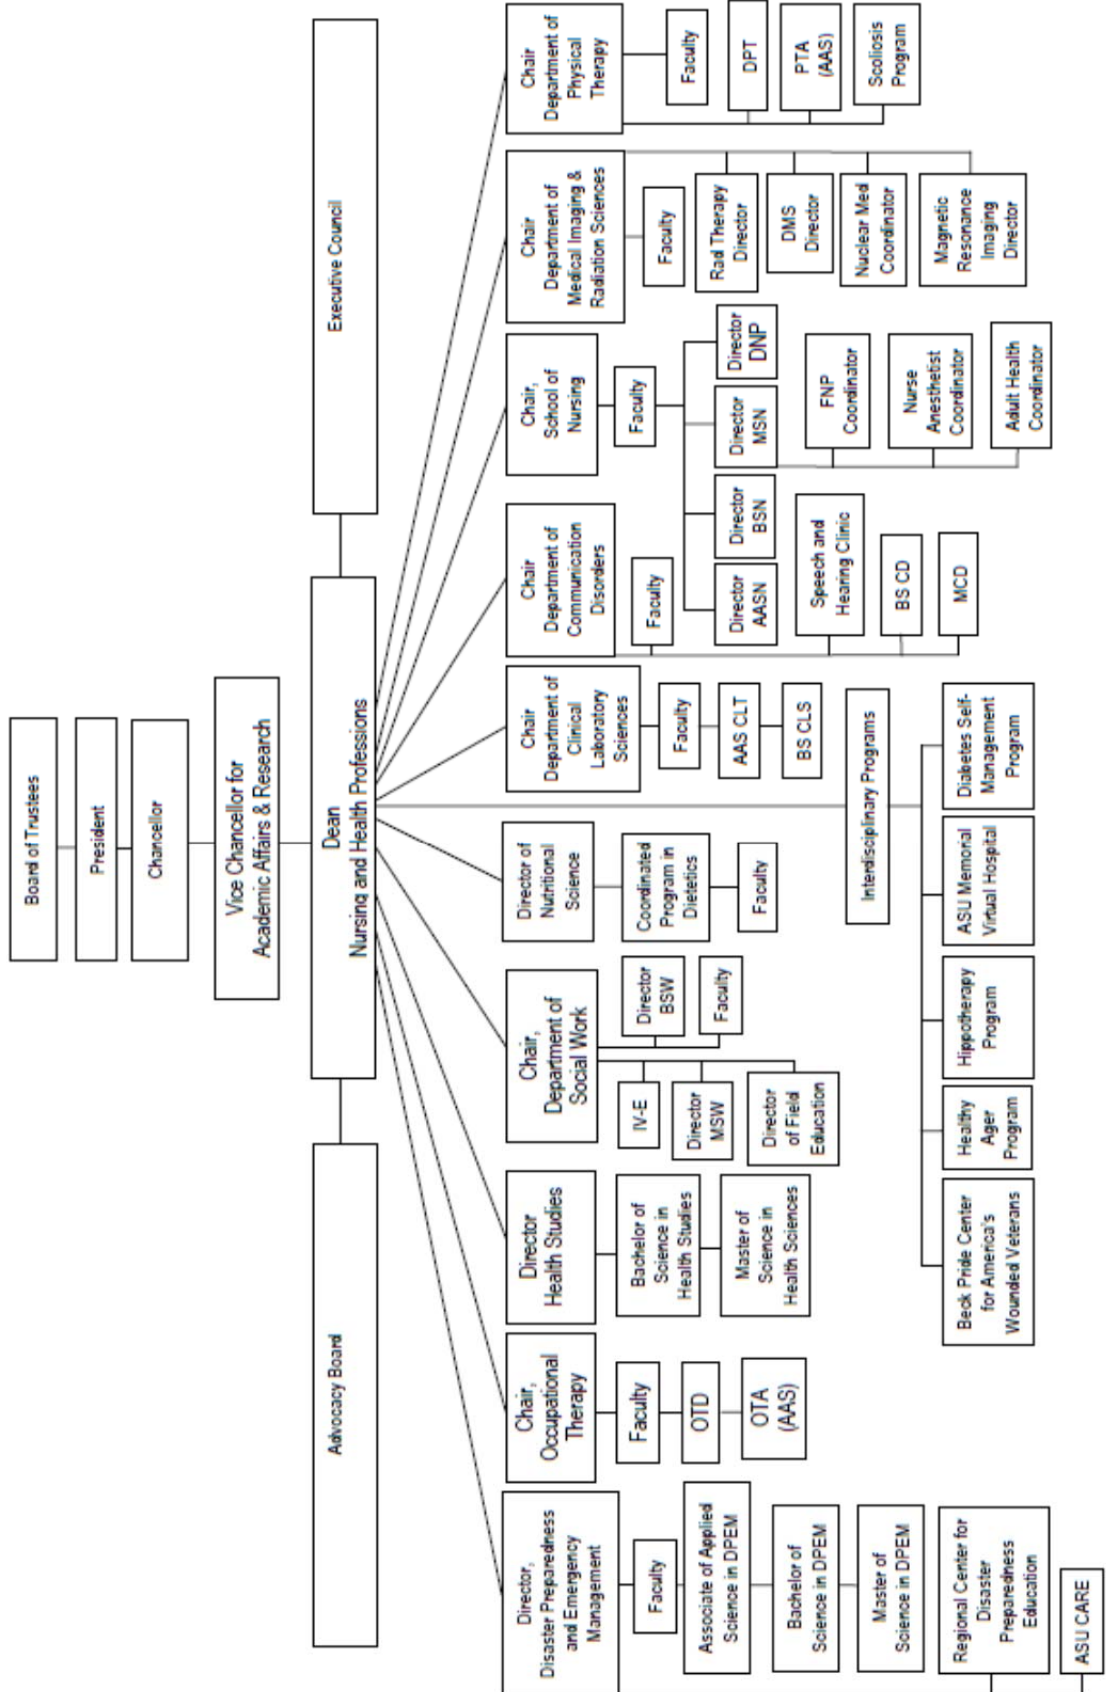 Board of Trustees
President
Chancellor
Vice Chancellor for
Academic Affairs & Research
Advocacy Board
Dean
Nursing and Health Professions
Executive Council
Director,
Disaster Preparedness
and Emergency
Management
Faculty
Associate of Applied
Science in DPEM
Bachelor of
Science in DPEM
Master of
Science in DPEM
Regional Center for
Disaster
Preparedness
Education
ASU CARE
Chair,
Occupational
Therapy
Faculty
OTD
OTA
(AAS)
Director
Health Studies
Bachelor of
Science in
Health Studies
Master of
Science in
Health Sciences
Chair,
Department of
Social Work
IV-E
Director
MSW
Director
of Field
Education
Director
BSW
Faculty
Director of
Nutritional
Science
Coordinated
Program in
Dietetics
Faculty
Chair
Department of
Clinical
Laboratory
Sciences
Faculty
AAS CLT
BS CLS
Interdisciplinary Programs
Beck Pride Center
for America's
Wounded Veterans
Healthy
Ager
Program
Hippotherapy
Program
ASU Memorial
Virtual Hospital
Diabetes Self-
Management
Program
Chair
Department of
Communication
Disorders
Faculty
Speech and
Hearing Clinic
BS CD
MCD
Chair,
School of
Nursing
Faculty
Director
AASN
Director
BSN
Director
MSN
Director
DNP
FNP
Coordinator
Nurse
Anesthetist
Coordinator
Adult Health
Coordinator
Chair
Department of
Medical Imaging &
Radiation Sciences
Faculty
Rad Therapy
Director
DMS
Director
Nuclear Med
Coordinator
Magnetic
Resonance
Imaging
Director
Chair
Department of
Physical
Therapy
Faculty
DPT
PTA
(AAS)
Scoliosis
Program